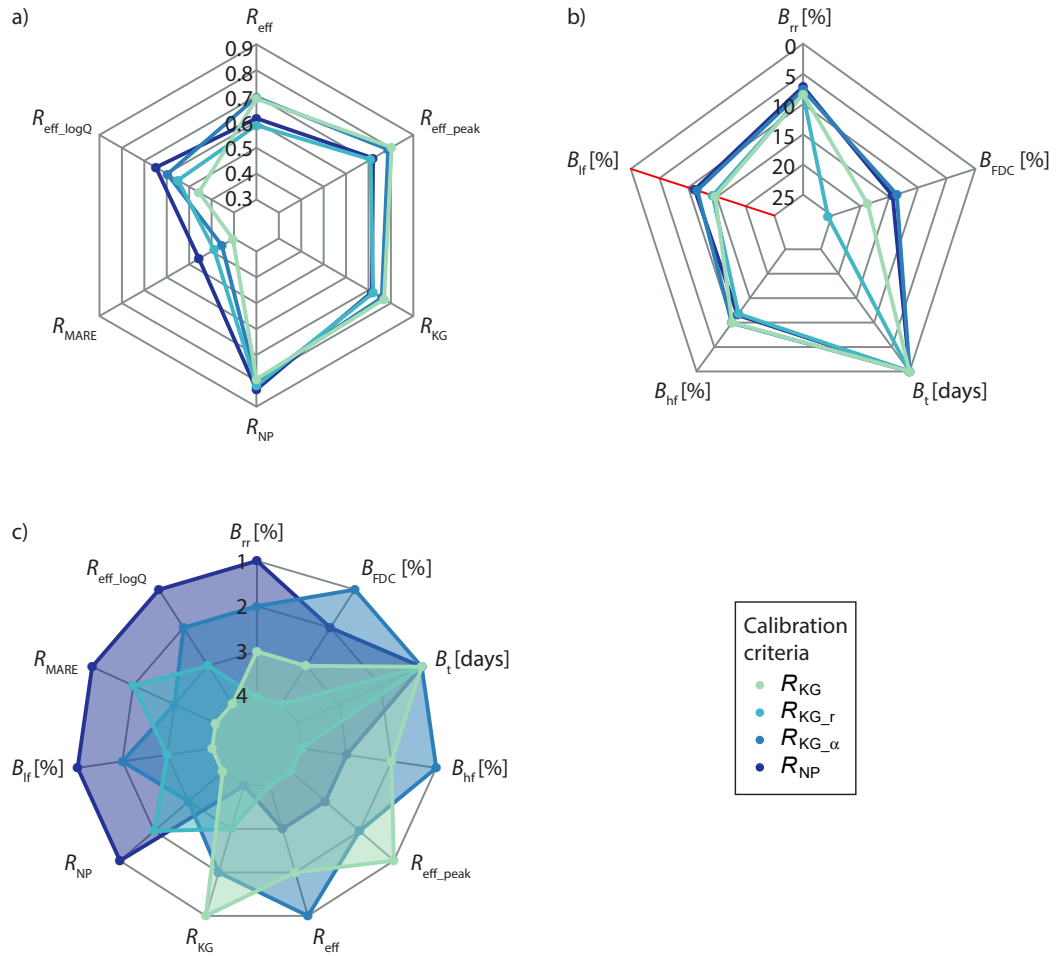 a)
R_eff
0.9
0.8
0.7
0.6
0.5
0.4
0.3
R_eff_logQ
R_eff_peak
R_MARE
R_KG
R_NP
b)
B_rr [%]
0
5
10
15
20
25
B_lf [%]
B_FDC [%]
B_hf [%]
B_t [days]
c)
B_rr [%]
1
2
3
4
R_eff_logQ
B_FDC [%]
R_MARE
B_t [days]
B_lf [%]
B_hf [%]
R_NP
R_eff_peak
R_KG
R_eff
Calibration
criteria
R_KG
R_KG_r
R_KG_α
R_NP